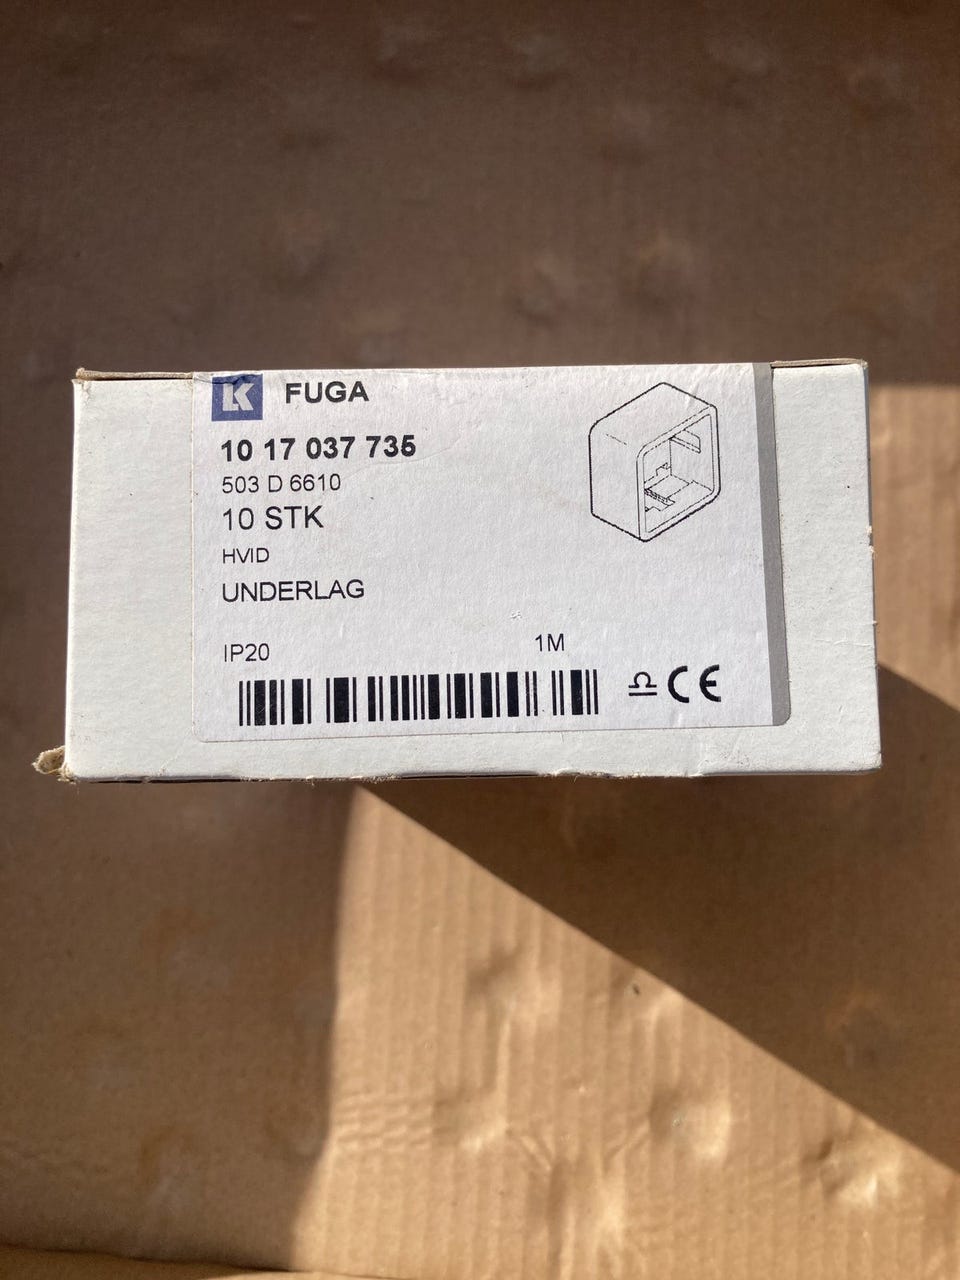 LK FUGA
10 17 037 735
503 D 6610
10 STK
HVID
UNDERLAG
IP20 1M
CE